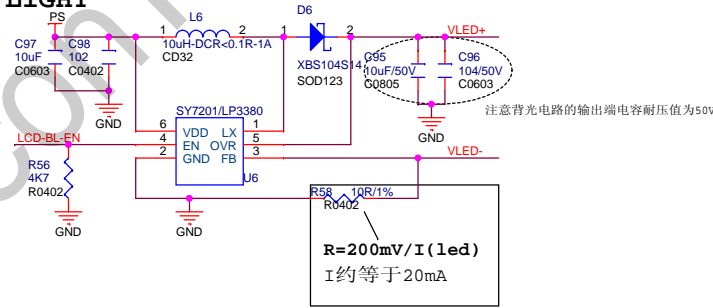 LIGHT
PS
L6
D6
1 2
1 2
VLED+
C97
10uF
C0603
C98
102
C0402
10uH-DCR<0.1R-1A
CD32
XBS104S14
SOD123
C95
10uF/50V
C0805
C96
104/50V
C0603
GND
GND
注意背光电路的输出端电容耐压值为50V
SY7201/LP3380
LCD-BL-EN
6 VDD LX 1
4 EN OVR 5
2 GND FB 3
VLED-
U6
R56
4K7
R0402
R58 10R/1%
R0402
GND
GND
R=200mV/I(led)
I约等于20mA